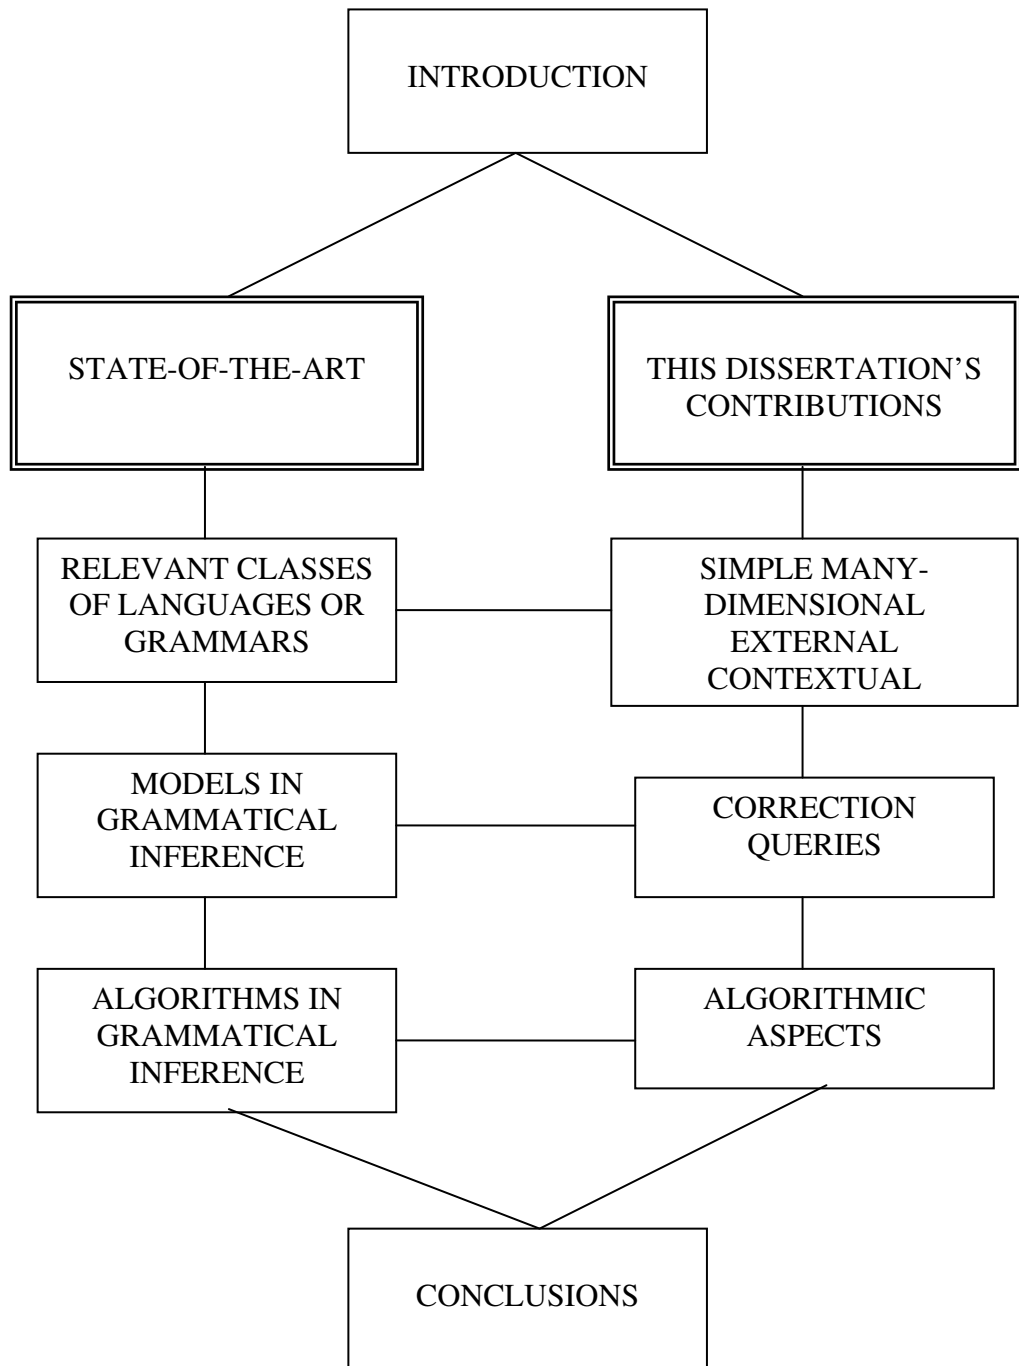 INTRODUCTION
STATE-OF-THE-ART
THIS DISSERTATION’S
CONTRIBUTIONS
RELEVANT CLASSES
OF LANGUAGES OR
GRAMMARS
SIMPLE MANY-
DIMENSIONAL
EXTERNAL
CONTEXTUAL
MODELS IN
GRAMMATICAL
INFERENCE
CORRECTION
QUERIES
ALGORITHMS IN
GRAMMATICAL
INFERENCE
ALGORITHMIC
ASPECTS
CONCLUSIONS